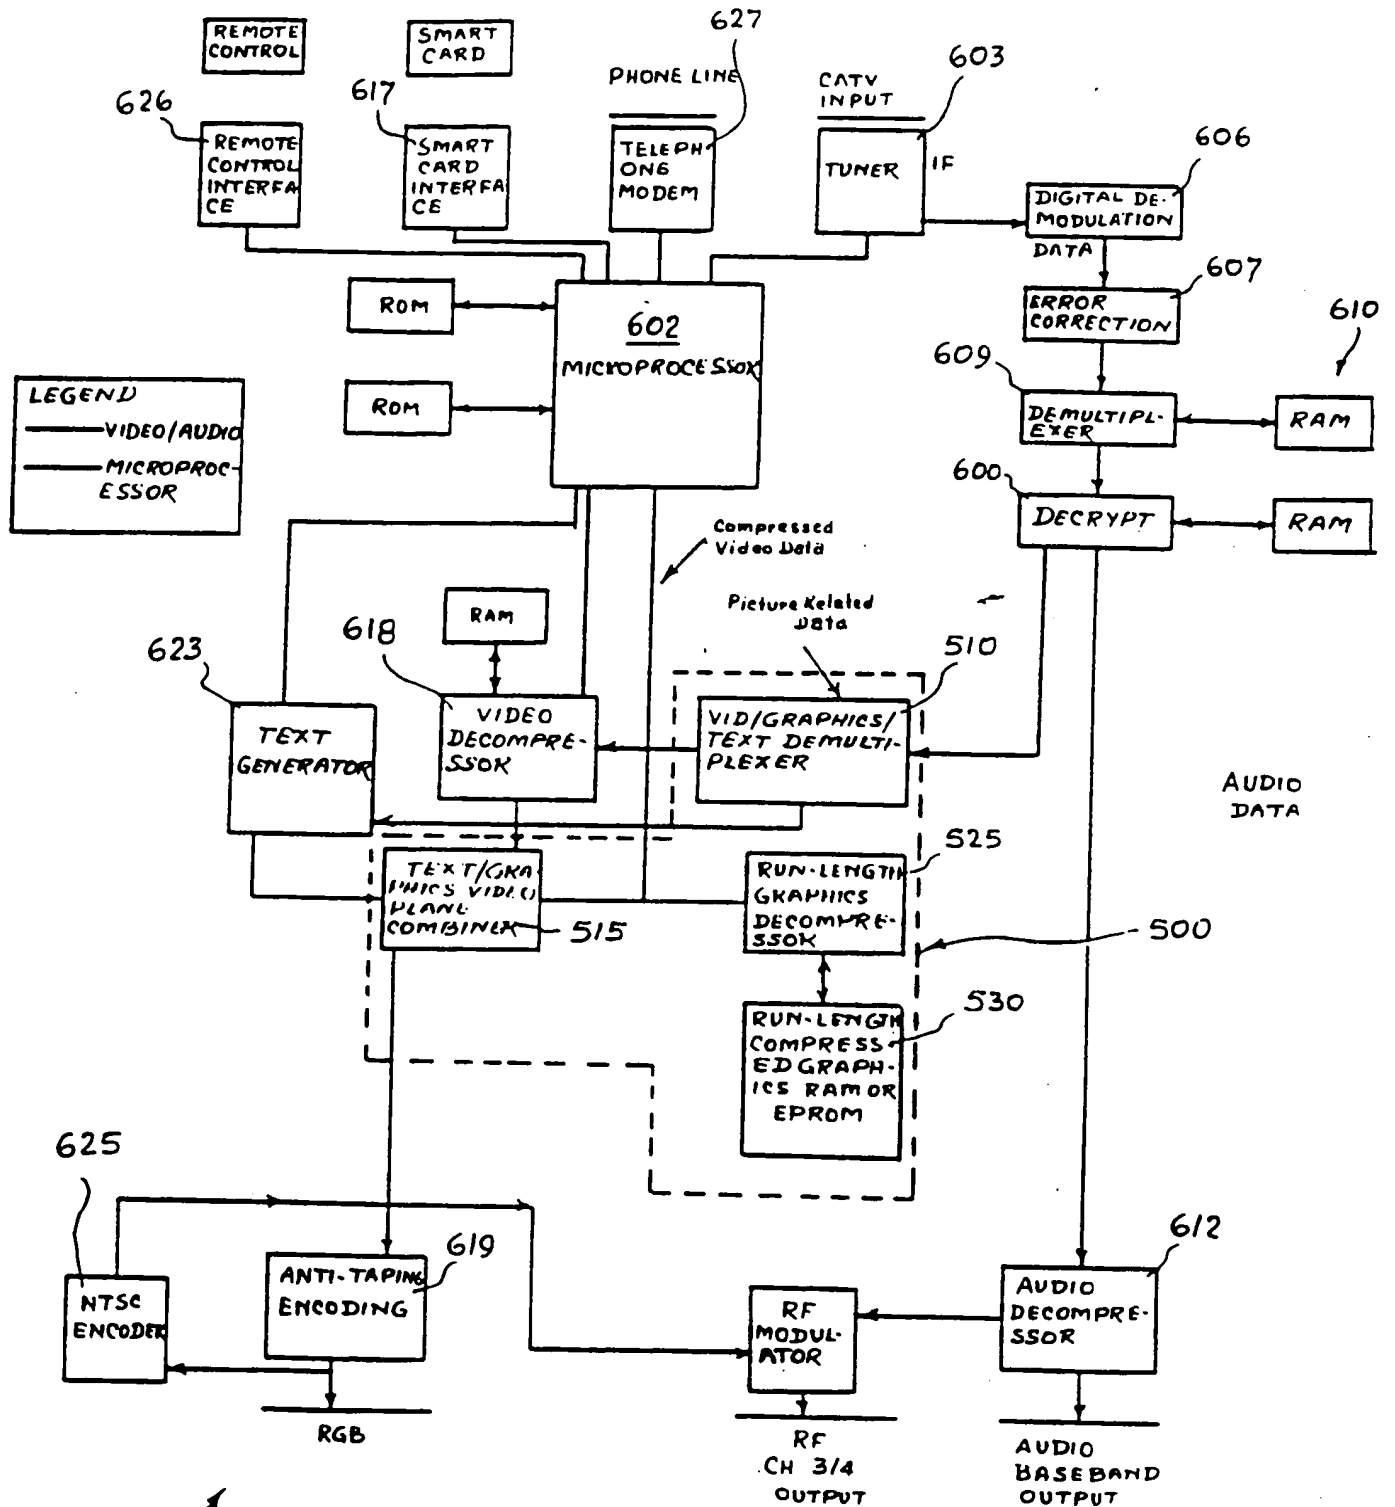 REMOTE
CONTROL
SMART
CARD
627
603
PHONE LINE
CATV
INPUT
626
617
606
REMOTE
CONTROL
INTERFA
CE
SMART
CARD
INTERFA
CE
TELEPH
ONE
MODEM
TUNER
IF
DIGITAL DE-
MODULATION
DATA
607
ROM
602
MICROPROCESSOR
ERROR
CORRECTION
610
609
LEGEND
VIDEO/AUDIO
MICROPROC-
ESSOR
ROM
DEMULTIPL-
EXER
RAM
600
DECRYPT
RAM
Compressed
Video Data
RAM
Picture Related
Data
618
510
623
TEXT
GENERATOR
VIDEO
DECOMPRE-
SSOR
VID/GRAPHICS/
TEXT DEMULTI-
PLEXER
AUDIO
DATA
TEXT/GRA
PHICS VIDEO
PLANE
COMBINER
515
RUN-LENGTH
GRAPHICS
DECOMPRE-
SSOR
525
500
530
RUN-LENGTH
COMPRESS
ED GRAPH-
ICS RAM OR
EPROM
625
619
612
NTSC
ENCODER
ANTI-TAPING
ENCODING
RF
MODUL-
ATOR
AUDIO
DECOMPRE-
SSOR
RGB
RF
CH 3/4
OUTPUT
AUDIO
BASEBAND
OUTPUT